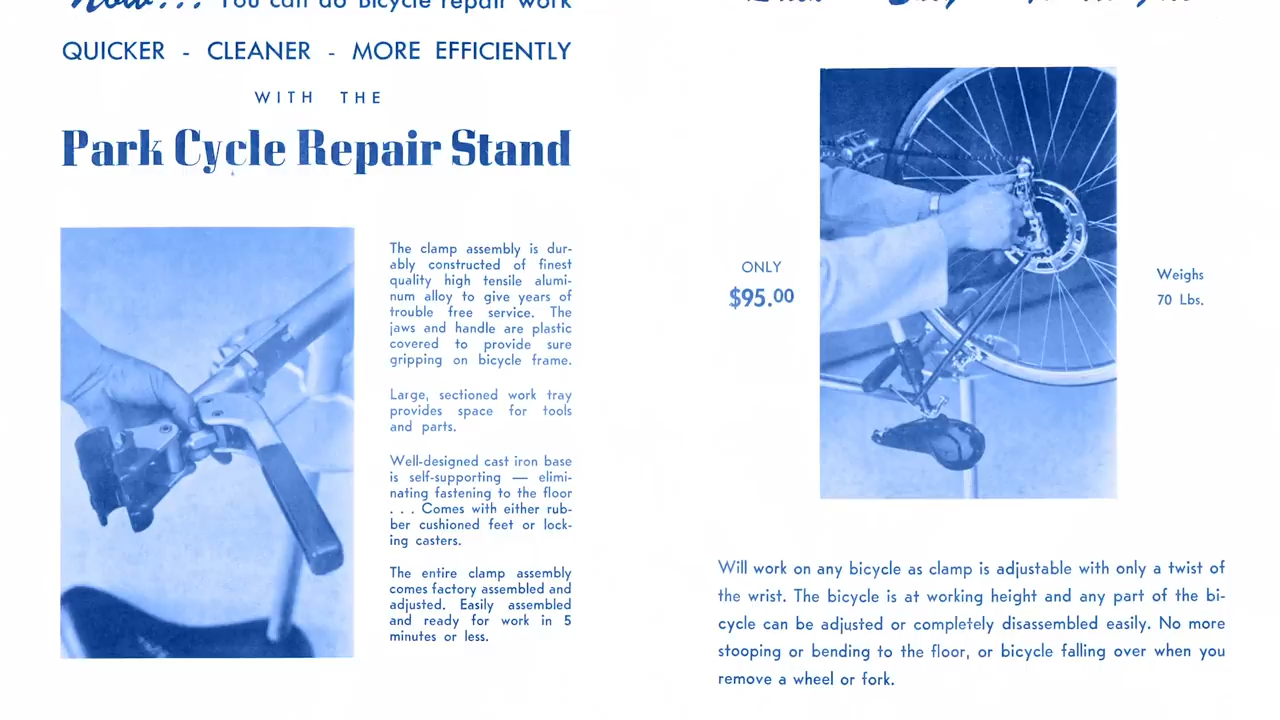 Now... You can do bicycle repair work
QUICKER - CLEANER - MORE EFFICIENTLY
WITH THE
Park Cycle Repair Stand
The clamp assembly is dur-
ably constructed of finest
quality high tensile alumi-
num alloy to give years of
trouble free service. The
jaws and handle are plastic
covered to provide sure
gripping on bicycle frame.
Large, sectioned work tray
provides space for tools
and parts.
Well-designed cast iron base
is self-supporting — elimi-
nating fastening to the floor
. . . Comes with either rub-
ber cushioned feet or lock-
ing casters.
The entire clamp assembly
comes factory assembled and
adjusted. Easily assembled
and ready for work in 5
minutes or less.
ONLY
$95.00
Weighs
70 Lbs.
Will work on any bicycle as clamp is adjustable with only a twist of
the wrist. The bicycle is at working height and any part of the bi-
cycle can be adjusted or completely disassembled easily. No more
stooping or bending to the floor, or bicycle falling over when you
remove a wheel or fork.